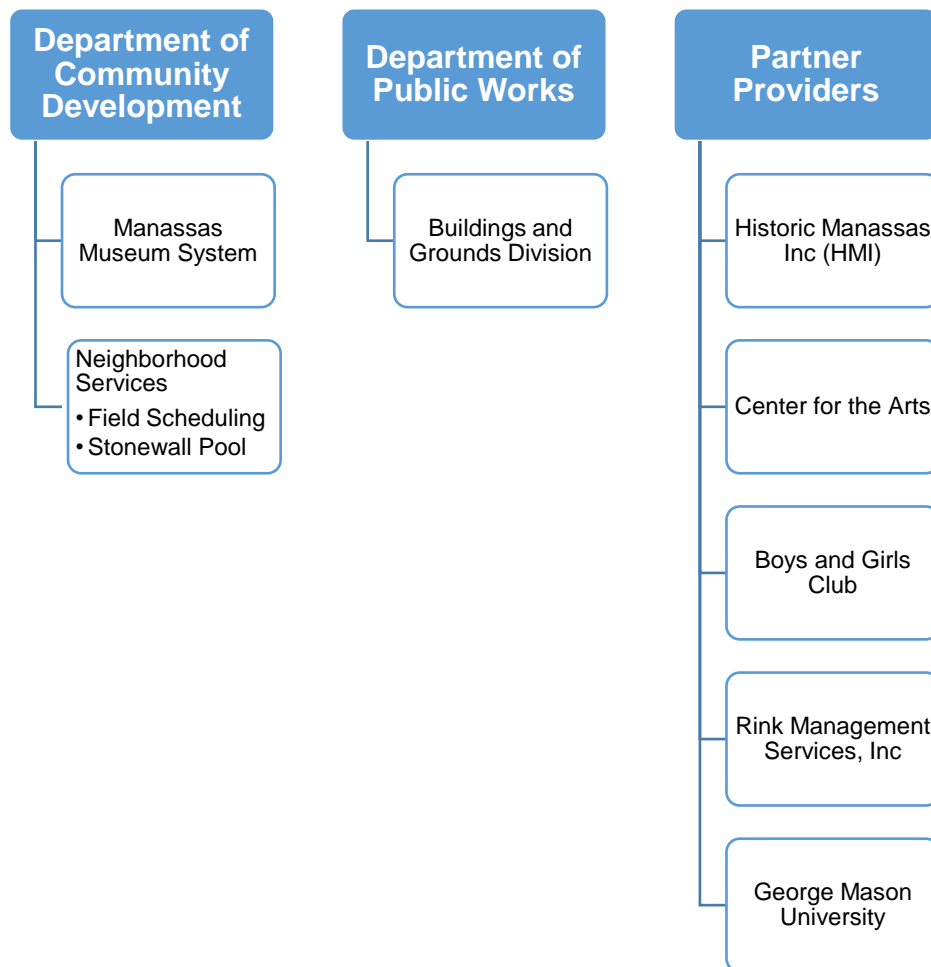 Department of
Community
Development
Manassas
Museum System
Neighborhood
Services
• Field Scheduling
• Stonewall Pool
Department of
Public Works
Buildings and
Grounds Division
Partner
Providers
Historic Manassas
Inc (HMI)
Center for the Arts
Boys and Girls
Club
Rink Management
Services, Inc
George Mason
University